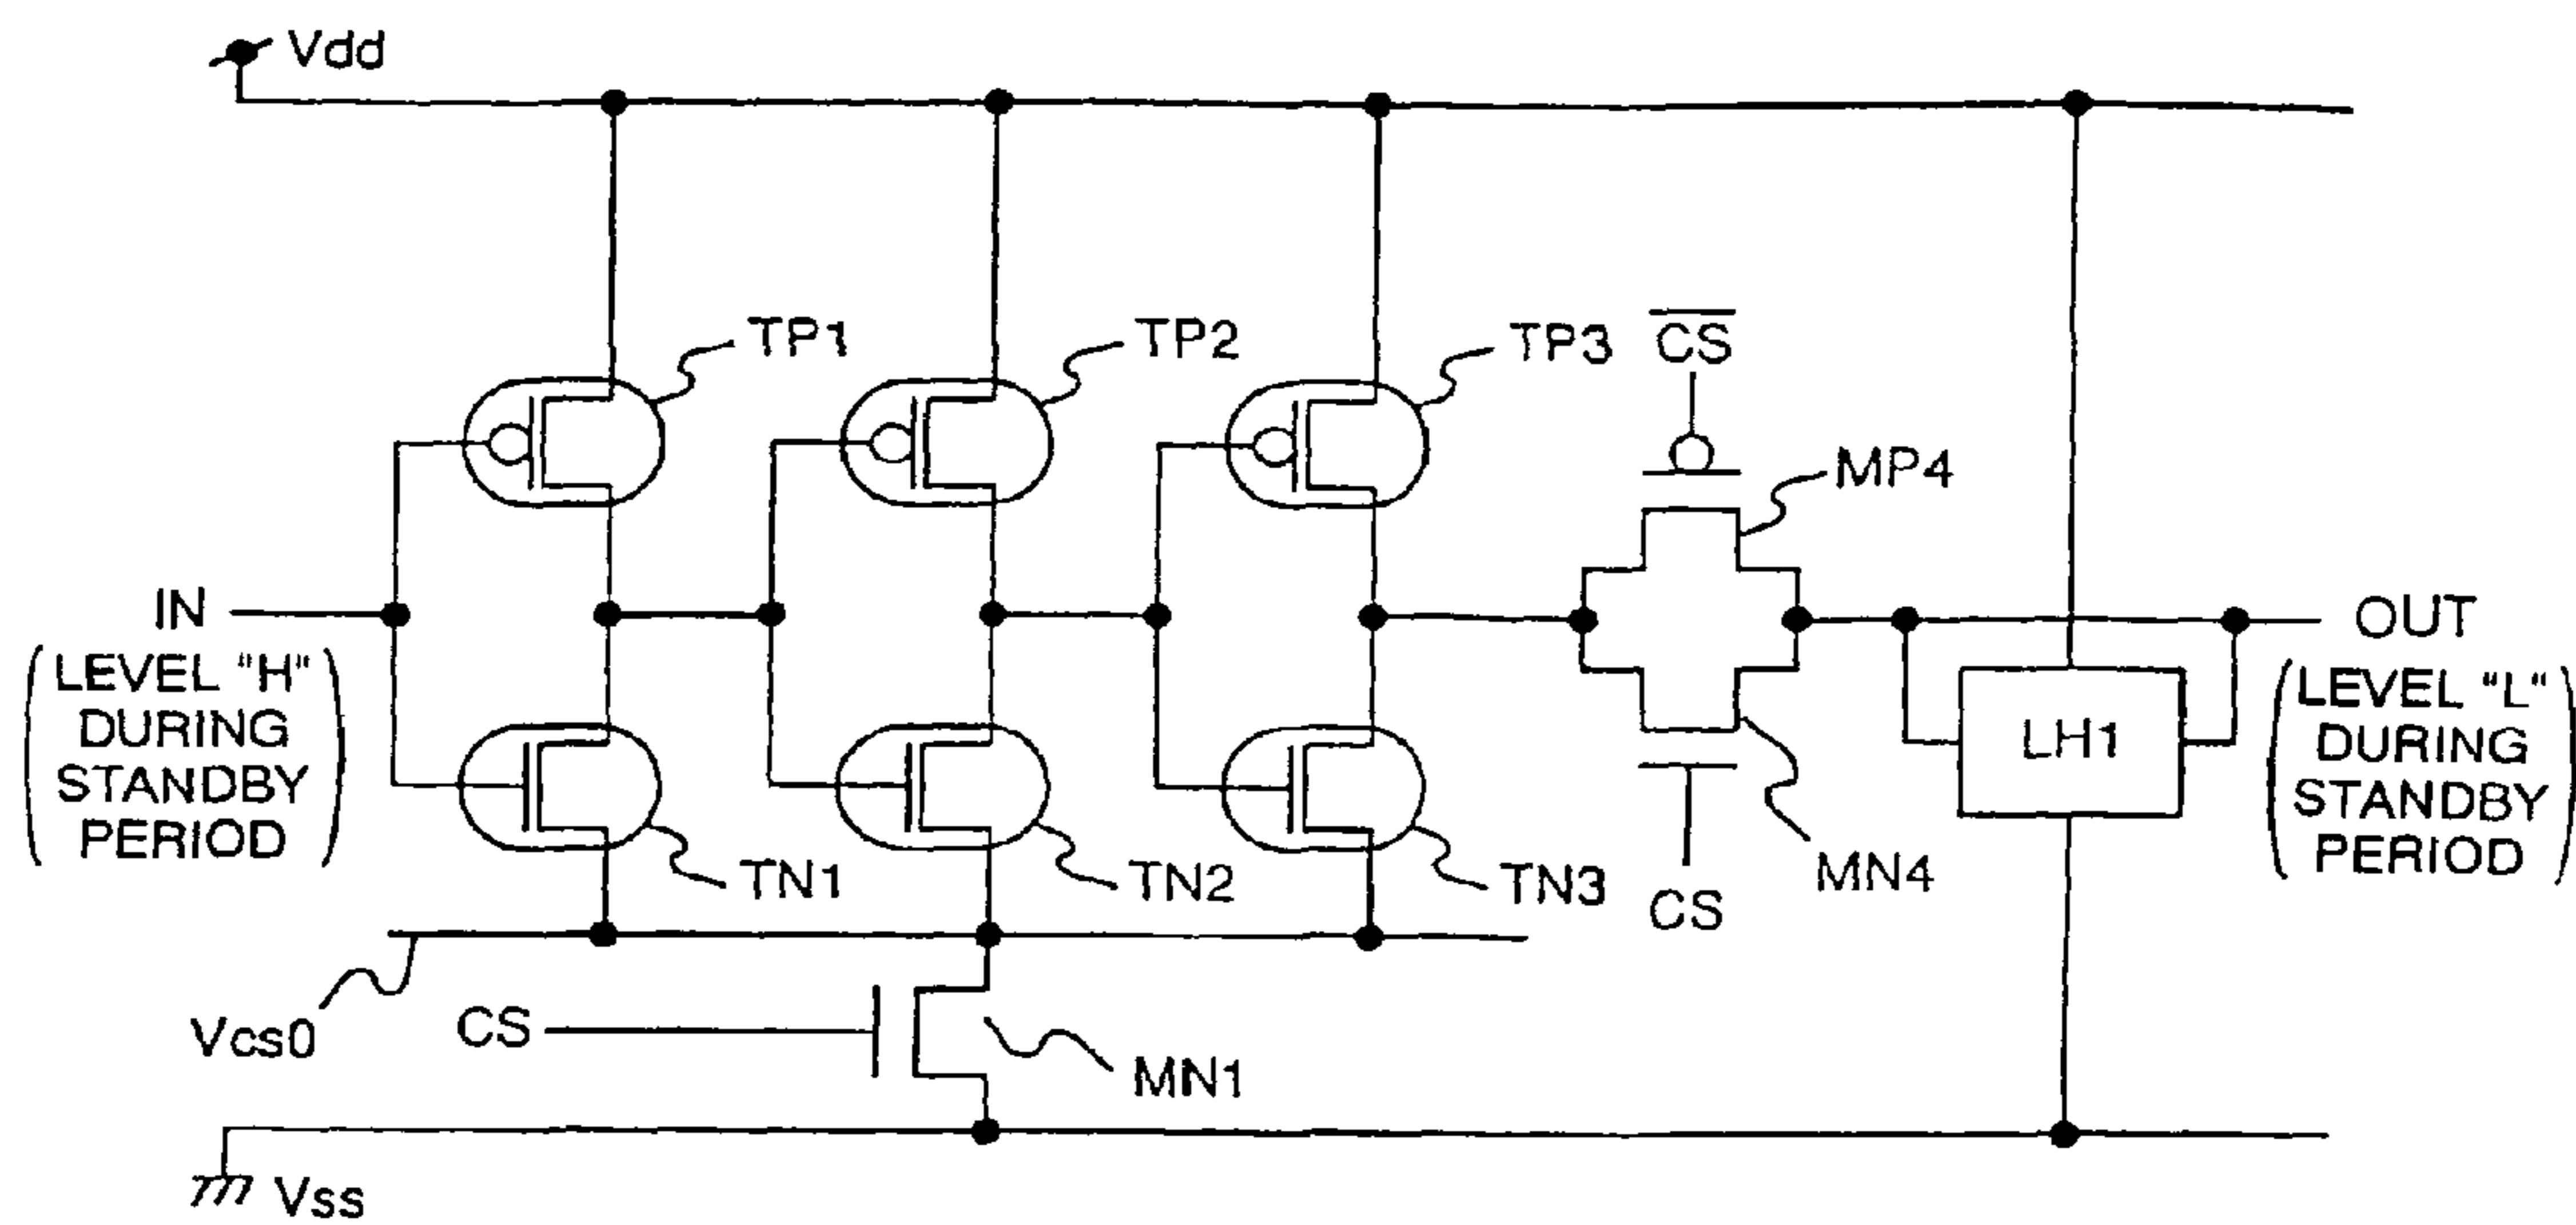 Vdd
TP1
TP2
TP3
C̅S̅
MP4
IN
(LEVEL "H"
DURING
STANDBY
PERIOD)
OUT
(LEVEL "L"
DURING
STANDBY
PERIOD)
LH1
TN1
TN2
TN3
CS
MN4
Vcs0
CS
MN1
Vss